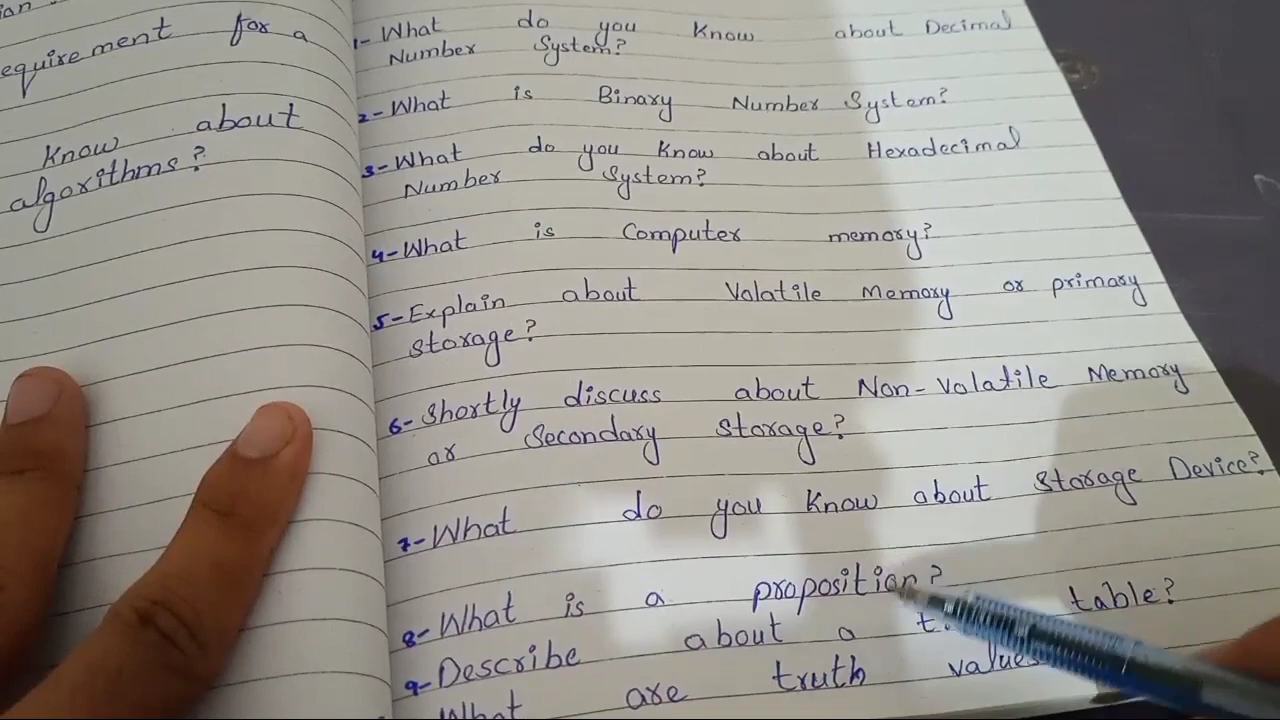 equirement for a
Know about
algorithms?
1- What do you Know about Decimal
Number System?
2- What is Binary Number System?
3- What do you Know about Hexadecimal
Number System?
4- What is Computer memory?
5- Explain about Volatile Memory or primary
storage?
6- Shortly discuss about Non-Volatile Memory
or Secondary storage?
7- What do you Know about Storage Device?
8- What is a proposition?
9- Describe about a table?
What are truth values